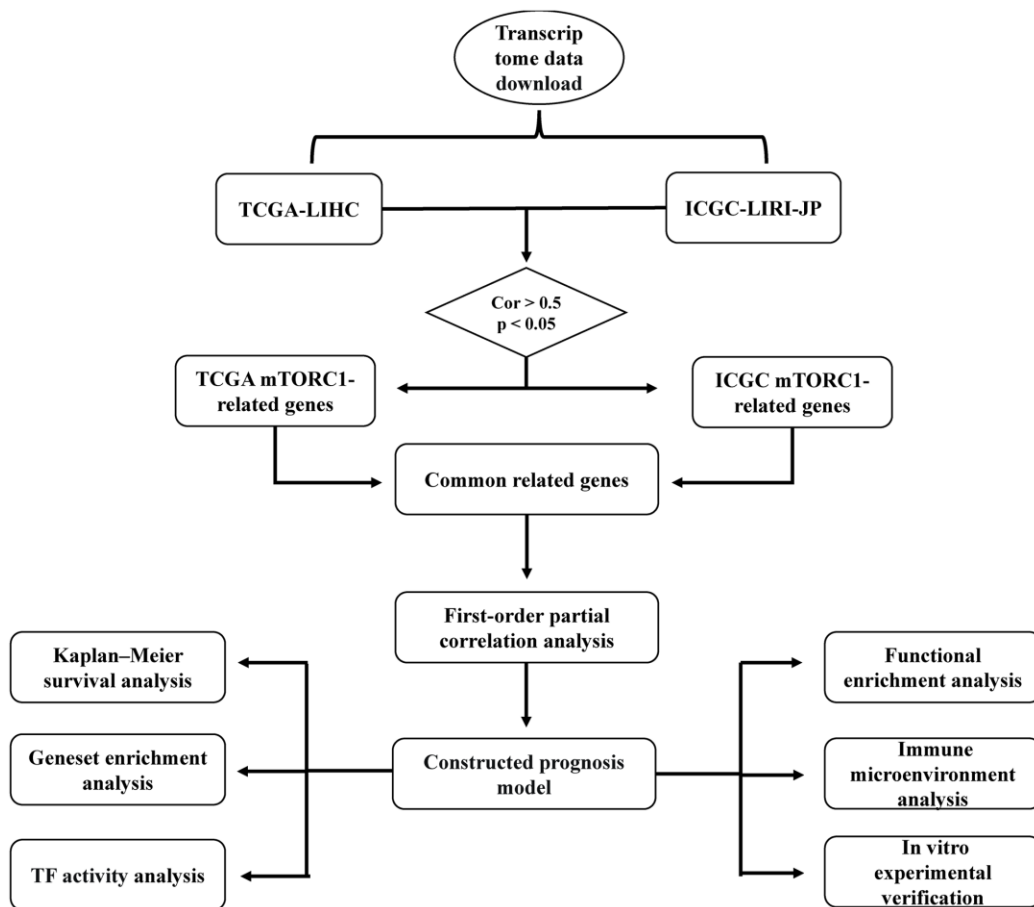 Transcrip
tome data
download
TCGA-LIHC
ICGC-LIRI-JP
Cor > 0.5
p < 0.05
TCGA mTORC1-
related genes
ICGC mTORC1-
related genes
Common related genes
First-order partial
correlation analysis
Kaplan–Meier
survival analysis
Functional
enrichment analysis
Geneset enrichment
analysis
Constructed prognosis
model
Immune
microenvironment
analysis
TF activity analysis
In vitro
experimental
verification